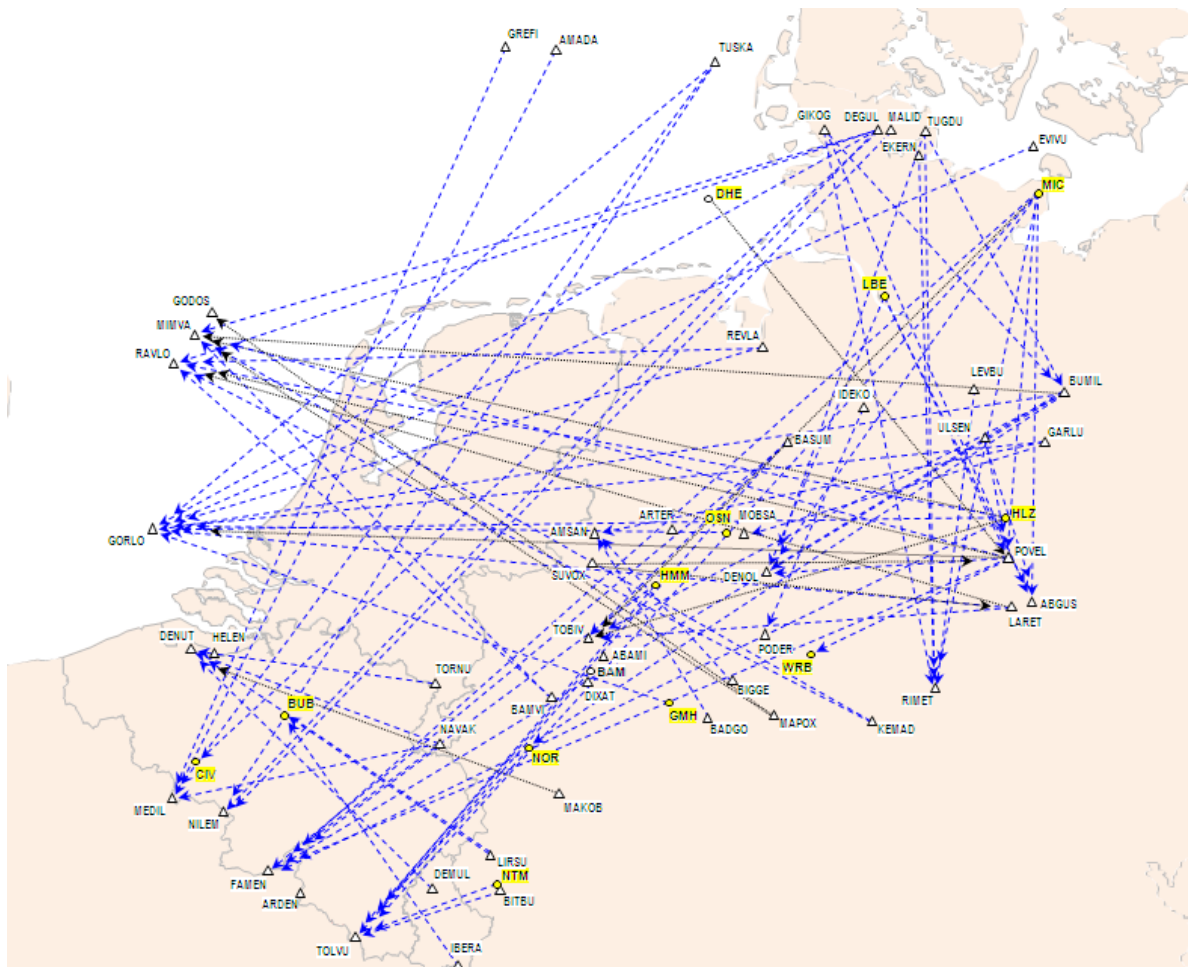 GREFI
AMADA
TUSKA
GIKOG
DEGUL
MALID
TUGDU
EKERN
EVIVU
MIC
DHE
LBE
GODOS
MIMVA
RAVLO
REVLA
LEVBU
BUMIL
IDEKO
ULSEN
GARLU
BASUM
GORLO
AMSAN
ARTER
OSN
MOBSA
HLZ
POVEL
SUVOX
HMM
DENOL
ABGUS
LARET
DENUT
HELEN
TOBIV
ABAMI
BAM
DIXAT
PODER
WRB
TORNU
BAMVI
BIGGE
RIMET
BUB
GMH
BADGO
MAPOX
KEMAD
NAVAK
NOR
CIV
MEDIL
NILEM
MAKOB
LIRSU
FAMEN
ARDEN
DEMUL
NTM
BITBU
TOLVU
IBERA